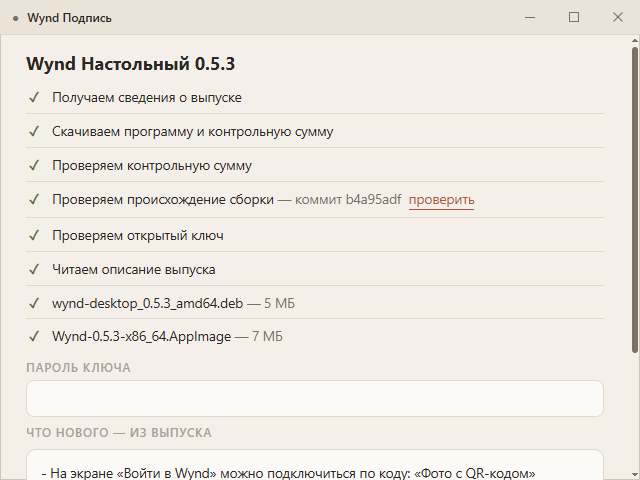 Wynd Подпись
Wynd Настольный 0.5.3
✓ Получаем сведения о выпуске
✓ Скачиваем программу и контрольную сумму
✓ Проверяем контрольную сумму
✓ Проверяем происхождение сборки — коммит b4a95adf проверить
✓ Проверяем открытый ключ
✓ Читаем описание выпуска
✓ wynd-desktop_0.5.3_amd64.deb — 5 МБ
✓ Wynd-0.5.3-x86_64.AppImage — 7 МБ
ПАРОЛЬ КЛЮЧА
ЧТО НОВОГО — ИЗ ВЫПУСКА
- На экране «Войти в Wynd» можно подключиться по коду: «Фото с QR-кодом»